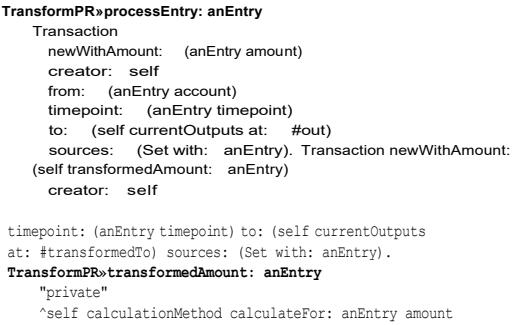 TransformPR»processEntry: anEntry
Transaction
newWithAmount: (anEntry amount)
creator: self
from: (anEntry account)
timepoint: (anEntry timepoint)
to: (self currentOutputs at: #out)
sources: (Set with: anEntry). Transaction newWithAmount:
(self transformedAmount: anEntry)
creator: self
timepoint: (anEntry timepoint) to: (self currentOutputs
at: #transformedTo) sources: (Set with: anEntry).
TransformPR»transformedAmount: anEntry
"private"
^self calculationMethod calculateFor: anEntry amount